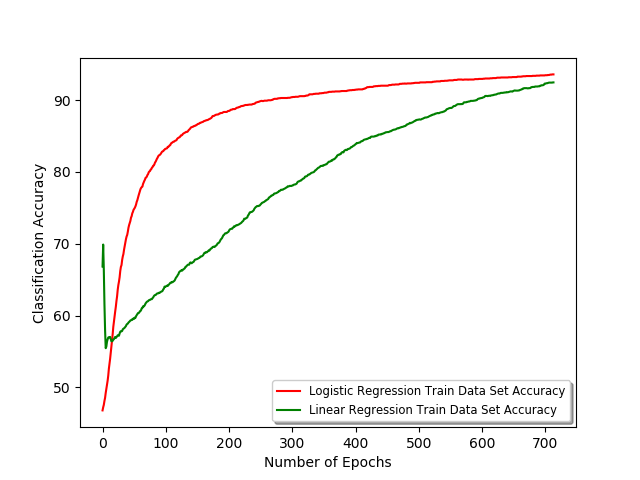 90
80
70
60
50
Classification Accuracy
Logistic Regression Train Data Set Accuracy
Linear Regression Train Data Set Accuracy
0 100 200 300 400 500 600 700
Number of Epochs